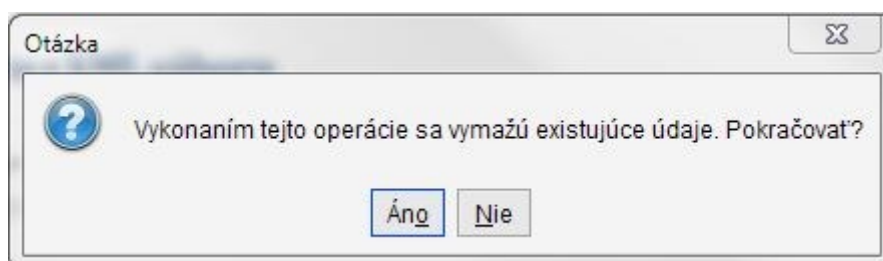 Otázka
Vykonaním tejto operácie sa vymažú existujúce údaje. Pokračovať?
Áno
Nie